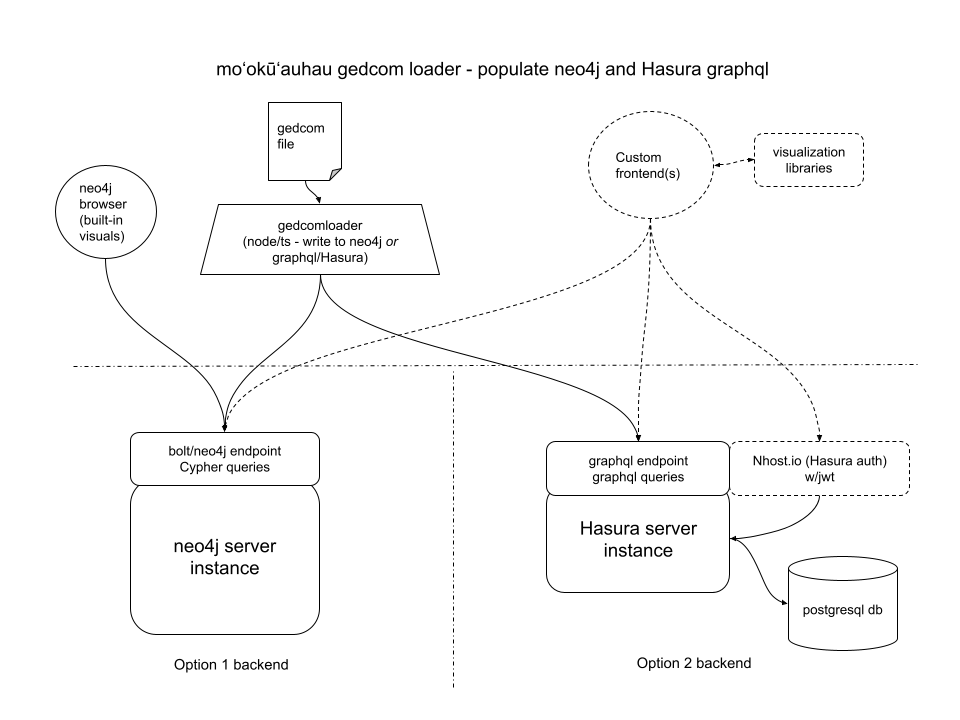 moʻokūʻauhau gedcom loader - populate neo4j and Hasura graphql
gedcom
file
Custom
frontend(s)
visualization
libraries
neo4j
browser
(built-in
visuals)
gedcomloader
(node/ts - write to neo4j or
graphql/Hasura)
bolt/neo4j endpoint
Cypher queries
graphql endpoint
graphql queries
Nhost.io (Hasura auth)
w/jwt
neo4j server
instance
Hasura server
instance
postgresql db
Option 1 backend
Option 2 backend